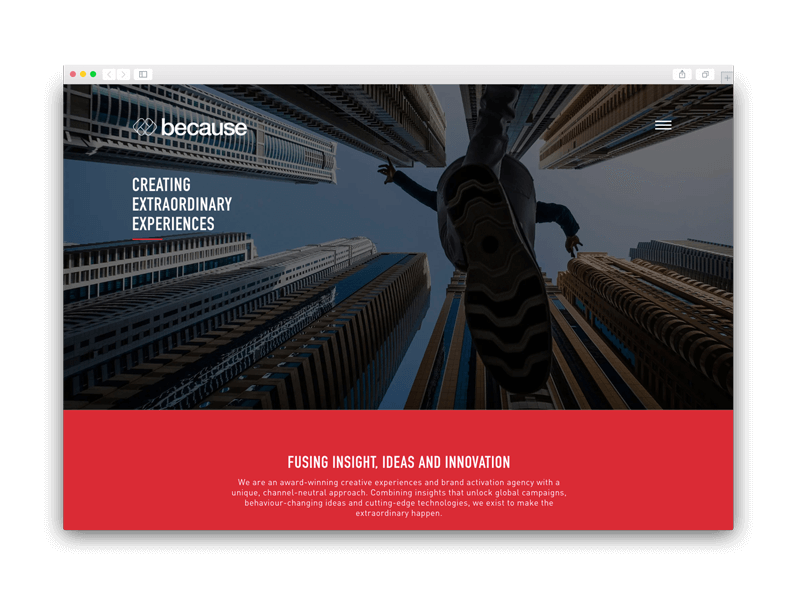 because
CREATING
EXTRAORDINARY
EXPERIENCES
FUSING INSIGHT, IDEAS AND INNOVATION
We are an award-winning creative experiences and brand activation agency with a
unique, channel-neutral approach. Combining insights that unlock global campaigns,
behaviour-changing ideas and cutting-edge technologies, we exist to make the
extraordinary happen.